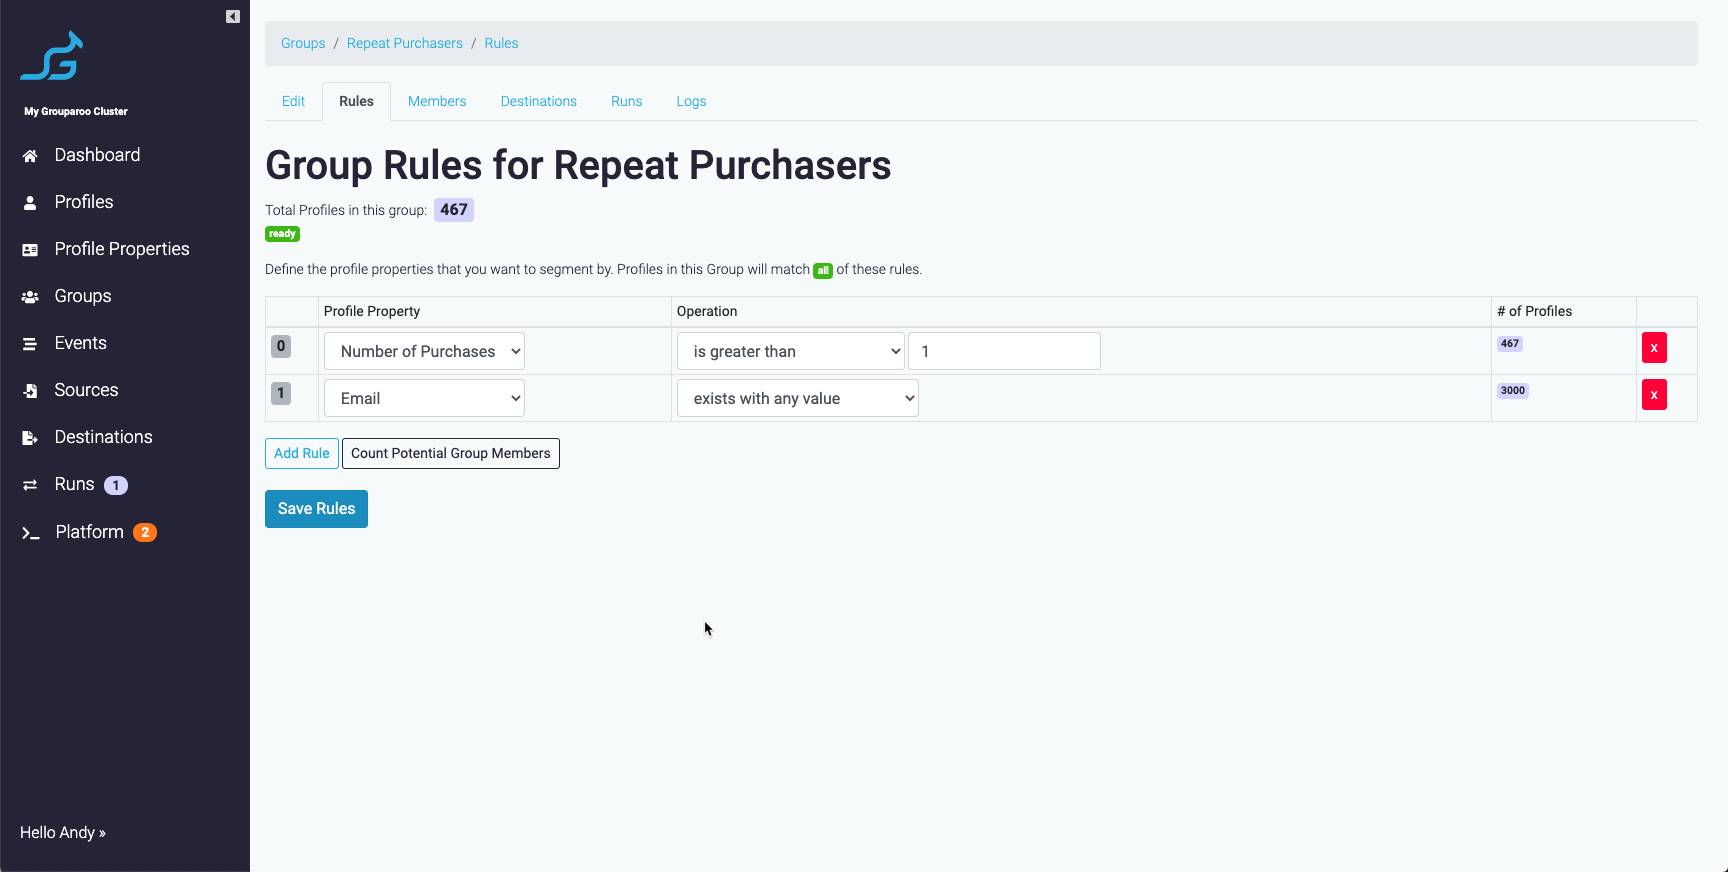 My Grouparoo Cluster
Dashboard
Profiles
Profile Properties
Groups
Events
Sources
Destinations
Runs 1
Platform 2
Hello Andy »
Groups / Repeat Purchasers / Rules
Edit Rules Members Destinations Runs Logs
Group Rules for Repeat Purchasers
Total Profiles in this group: 467
ready
Define the profile properties that you want to segment by. Profiles in this Group will match all of these rules.
Profile Property Operation # of Profiles
0 Number of Purchases is greater than 1 467 x
1 Email exists with any value 3000 x
Add Rule Count Potential Group Members
Save Rules